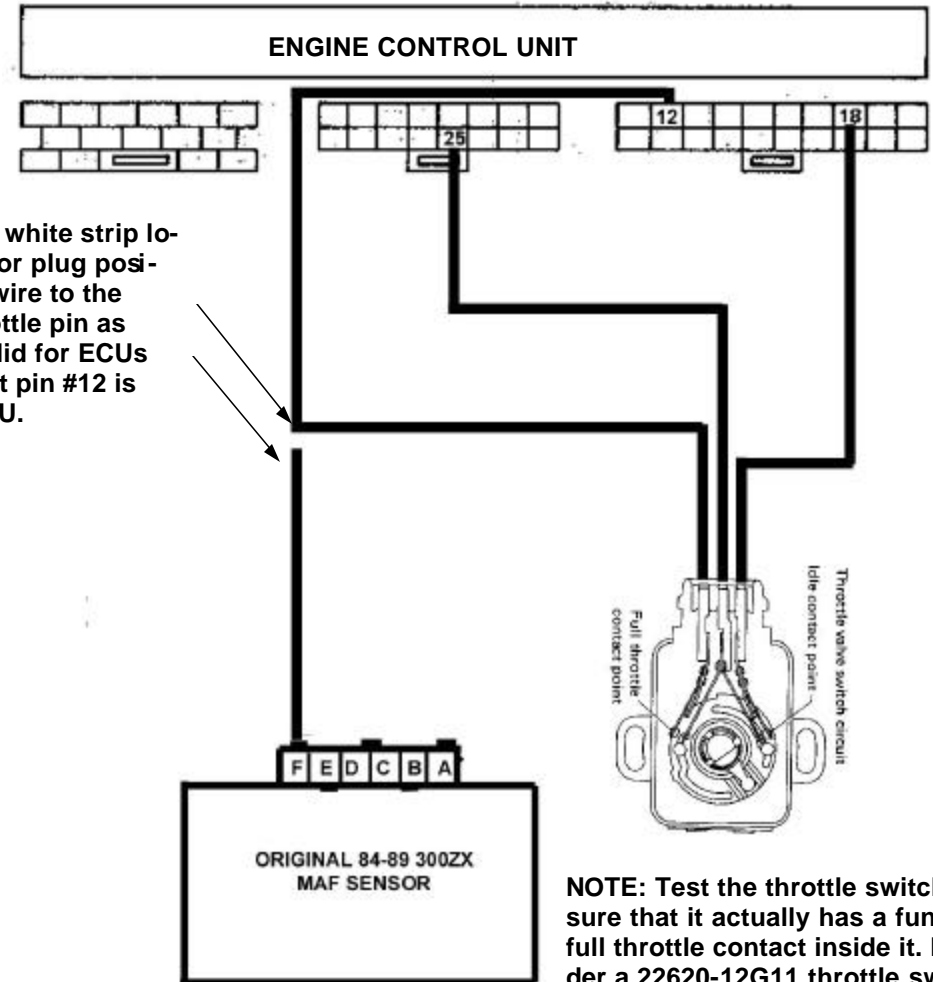 ENGINE CONTROL UNIT
12
18
25
white strip lo-
or plug posi-
wire to the
ottle pin as
lid for ECUs
t pin #12 is
U.
Throttle valve switch circuit
Idle contact point
Full throttle
contact point
F E D C B A
ORIGINAL 84-89 300ZX
MAF SENSOR
NOTE: Test the throttle switch
sure that it actually has a fun
full throttle contact inside it.
der a 22620-12G11 throttle sw